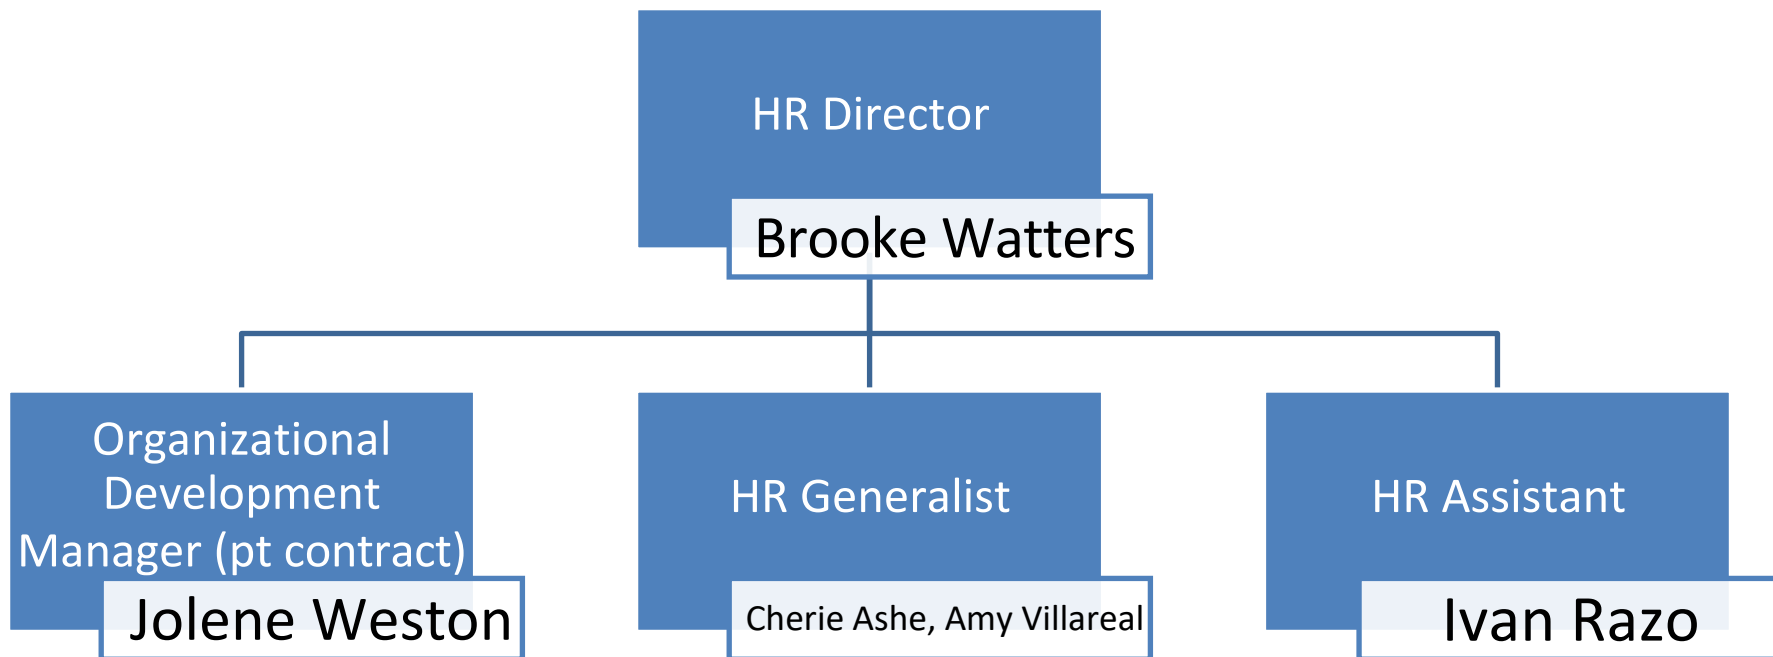 HR Director
Brooke Watters
Organizational
Development
Manager (pt contract)
Jolene Weston
HR Generalist
Cherie Ashe, Amy Villareal
HR Assistant
Ivan Razo